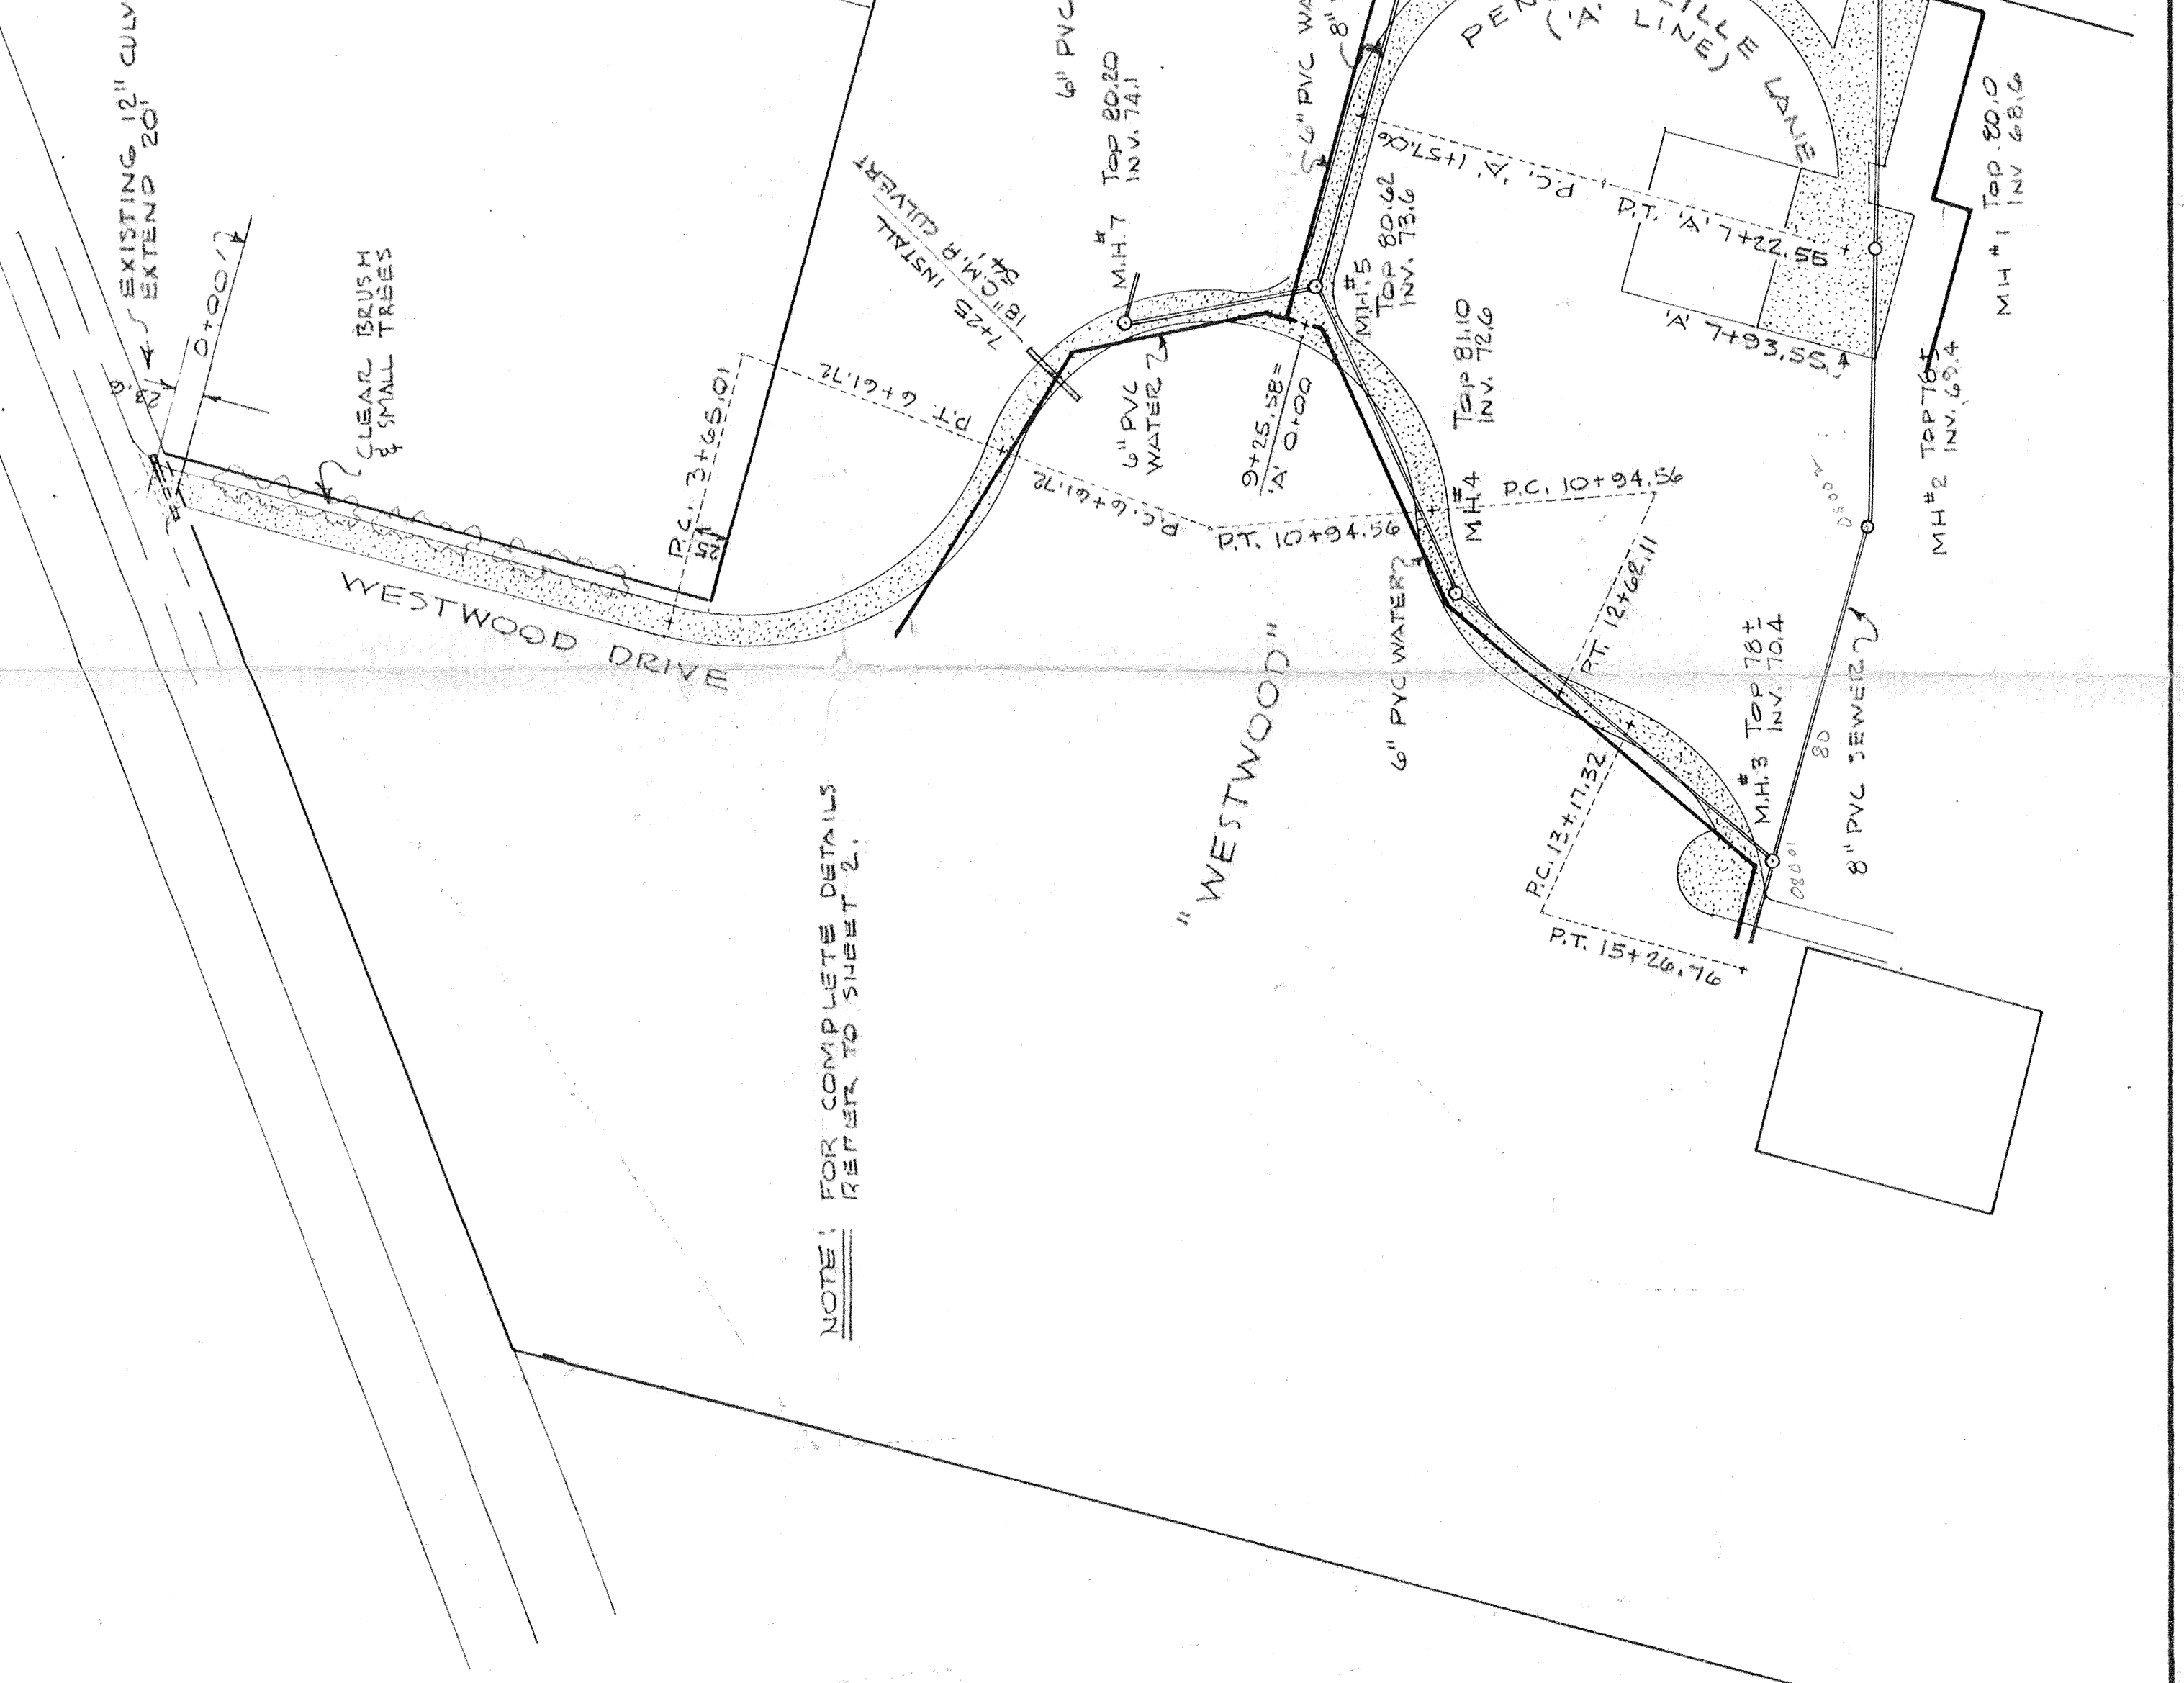 EXISTING 12" CULV
EXTEND 20'
0+00
CLEAR BRUSH
& SMALL TREES
WESTWOOD DRIVE
P.C. 3+65.01
25'
P.T. 6+61.72
P.C. 6+61.72
7+25 INSTALL
18" C.M.P. CULVERT
54'
6" PVC
M.H.#7 TOP 80.20
INV. 74.1
6" PVC
WATER
9+25.58=
'A' 0+00
6" PVC WA
8"
M.H.#5
TOP 80.62
INV. 73.6
P.C. 'A' 1+57.06
P.T. 'A' 7+22.55
'A' 7+93.55
LANE
('A' LINE)
MH #1 TOP 80.0
INV 68.6
MH #2 TOP 78±
INV. 69.4
M.H.#4
TOP 81.10
INV. 72.6
P.C. 10+94.56
P.T. 10+94.56
6" PVC WATER
P.T. 12+62.11
P.C. 13+17.32
P.T. 15+26.76
M.H.#3 TOP 78±
INV. 70.4
8" PVC SEWER
80
"WESTWOOD"
NOTE: FOR COMPLETE DETAILS
REFER TO SHEET 2.